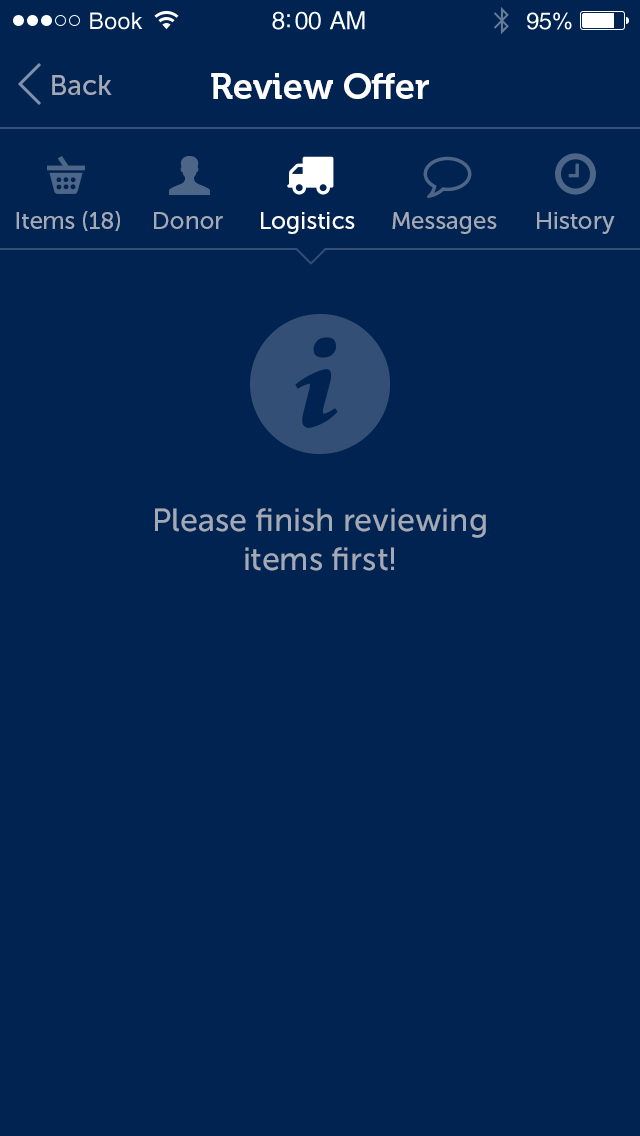 Book 8:00 AM 95%
Back Review Offer
Items (18) Donor Logistics Messages History
i
Please finish reviewing
items first!